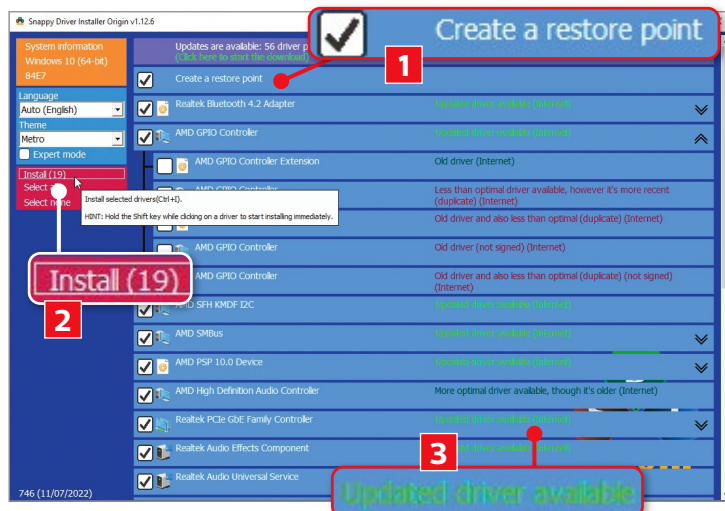 Snappy Driver Installer Origin v1.12.6
System information
Windows 10 (64-bit)
84E7
Language
Auto (English)
Theme
Metro
Expert mode
Install (19)
Select
Select none
746 (11/07/2022)
Updates are available: 56 driver p
(Click here to start the download)
Create a restore point
Create a restore point
1
Realtek Bluetooth 4.2 Adapter
Updated driver available (Internet)
AMD GPIO Controller
Updated driver available (Internet)
AMD GPIO Controller Extension
Old driver (Internet)
AMD GPIO Controller
Less than optimal driver available, however it's more recent
(duplicate) (Internet)
Install selected drivers(Ctrl+I).
HINT: Hold the Shift key while clicking on a driver to start installing immediately.
Old driver and also less than optimal (duplicate) (Internet)
AMD GPIO Controller
Old driver (not signed) (Internet)
Install (19)
2
AMD GPIO Controller
Old driver and also less than optimal (duplicate) (not signed)
(Internet)
AMD SFH KMDF I2C
Updated driver available (Internet)
AMD SMBus
Updated driver available (Internet)
AMD PSP 10.0 Device
Updated driver available (Internet)
AMD High Definition Audio Controller
More optimal driver available, though it's older (Internet)
Realtek PCIe GbE Family Controller
Updated driver available (Internet)
Realtek Audio Effects Component
driver available (Internet)
3
Realtek Audio Universal Service
Updated driver available